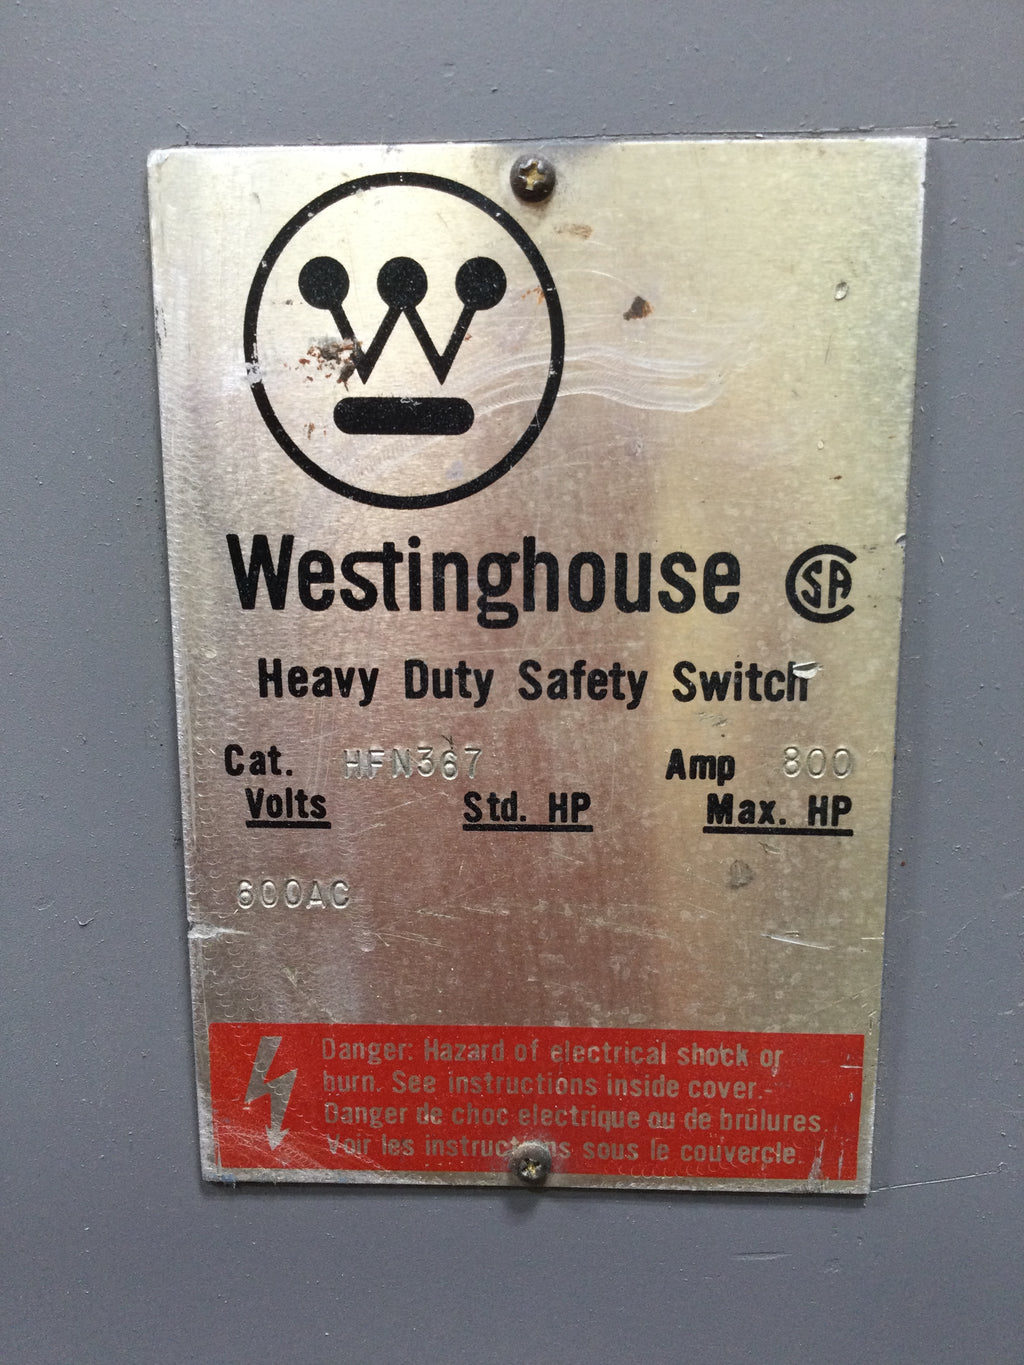 Westinghouse CSA
Heavy Duty Safety Switch
Cat. HFN367 Amp 800
Volts Std. HP Max. HP
600AC
Danger: Hazard of electrical shock or
burn. See instructions inside cover.-
Danger de choc electrique ou de brûlures
Voir les instructions sous le couvercle.